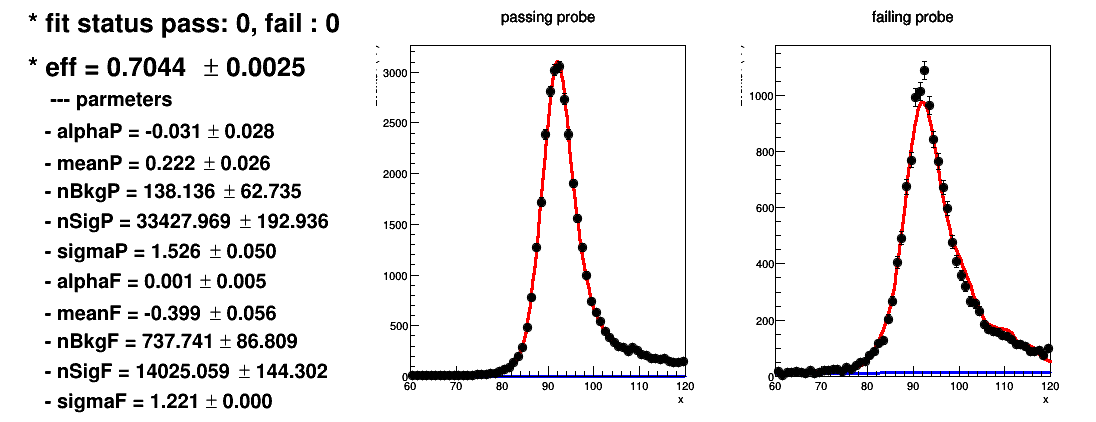 * fit status pass: 0, fail : 0
* eff = 0.7044 ± 0.0025
--- parmeters
- alphaP = -0.031 ± 0.028
- meanP = 0.222 ± 0.026
- nBkgP = 138.136 ± 62.735
- nSigP = 33427.969 ± 192.936
- sigmaP = 1.526 ± 0.050
- alphaF = 0.001 ± 0.005
- meanF = -0.399 ± 0.056
- nBkgF = 737.741 ± 86.809
- nSigF = 14025.059 ± 144.302
- sigmaF = 1.221 ± 0.000
passing probe
3000
2500
2000
1500
1000
500
0
60 70 80 90 100 110 120
x
failing probe
1000
800
600
400
200
0
60 70 80 90 100 110 120
x